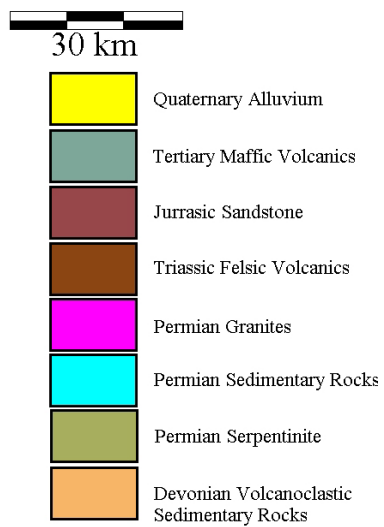 30 km
Quaternary Alluvium
Tertiary Maffic Volcanics
Jurrasic Sandstone
Triassic Felsic Volcanics
Permian Granites
Permian Sedimentary Rocks
Permian Serpentinite
Devonian Volcanoclastic
Sedimentary Rocks